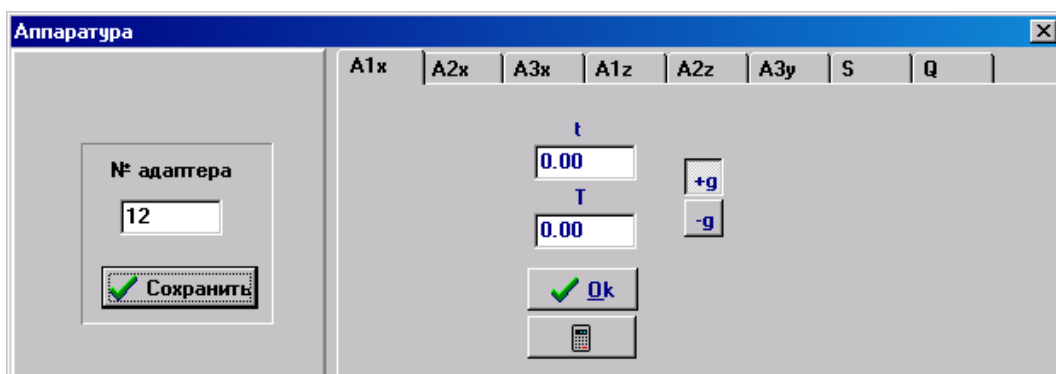 Аппаратура
A1x A2x A3x A1z A2z A3y S Q
№ адаптера
12
Сохранить
t
0.00
T
0.00
+g
-g
Ok